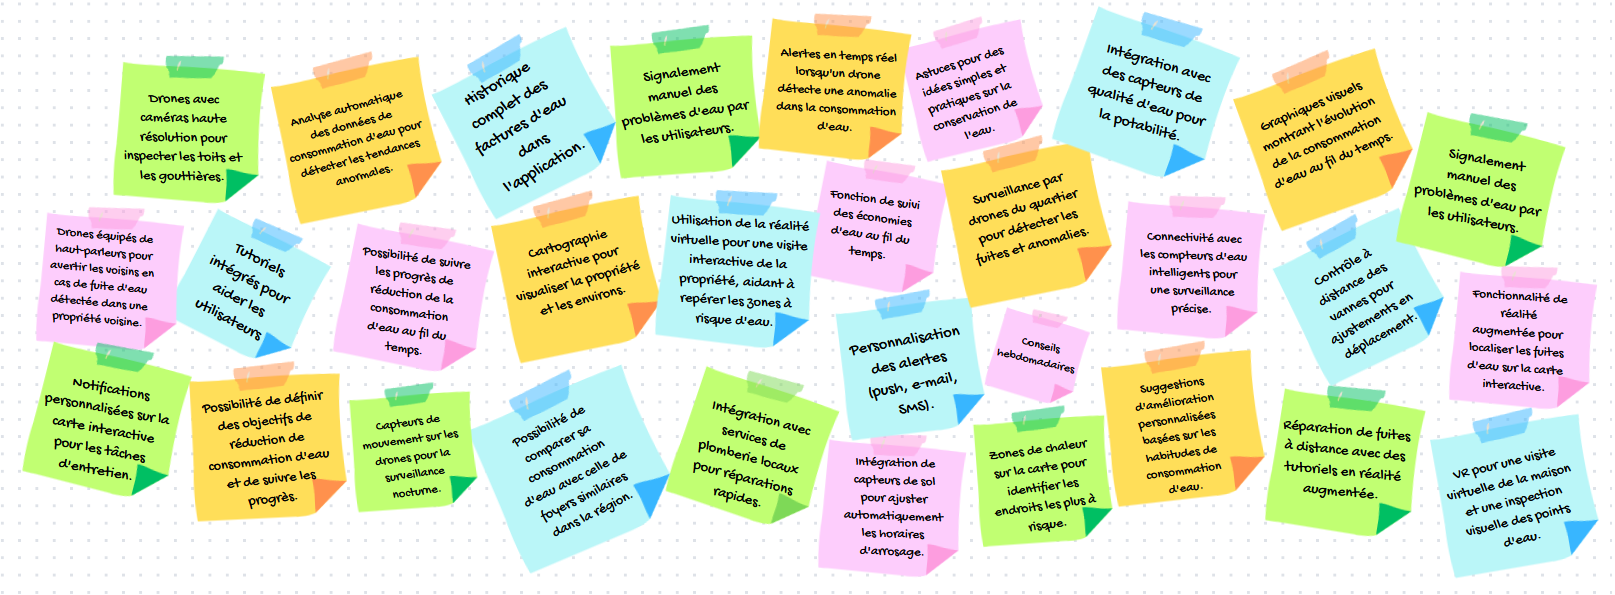 Drones avec
caméras haute
résolution pour
inspecter les toits et
les gouttières.
Analyse automatique
des données de
consommation d'eau pour
détecter les tendances
anormales.
Historique
complet des
factures d'eau
dans
l'application.
Signalement
manuel des
problèmes d'eau par
les utilisateurs.
Alertes en temps réel
lorsqu'un drone
détecte une anomalie
dans la consommation
d'eau.
Astuces pour des
idées simples et
pratiques sur la
conservation de
l'eau.
Intégration avec
des capteurs de
qualité d'eau pour
la potabilité.
Graphiques visuels
montrant l'évolution
de la consommation
d'eau au fil du temps.
Signalement
manuel des
problèmes d'eau par
les utilisateurs.
Drones équipés de
haut-parleurs pour
avertir les voisins en
cas de fuite d'eau
détectée dans une
propriété voisine.
Tutoriels
intégrés pour
aider les
utilisateurs
Possibilité de suivre
les progrès de
réduction de la
consommation
d'eau au fil du
temps.
Cartographie
interactive pour
visualiser la propriété
et les environs.
Utilisation de la réalité
virtuelle pour une visite
interactive de la
propriété, aidant à
repérer les zones à
risque d'eau.
Fonction de suivi
des économies
d'eau au fil du
temps.
Surveillance par
drones du quartier
pour détecter les
fuites et anomalies.
Connectivité avec
les compteurs d'eau
intelligents pour
une surveillance
précise.
Contrôle à
distance des
vannes pour
ajustements en
déplacement.
Fonctionnalité de
réalité
augmentée pour
localiser les fuites
d'eau sur la carte
interactive.
Notifications
personnalisées sur la
carte interactive
pour les tâches
d'entretien.
Possibilité de définir
des objectifs de
réduction de
consommation d'eau
et de suivre les
progrès.
Capteurs de
mouvement sur les
drones pour la
surveillance
nocturne.
Possibilité de
comparer sa
consommation
d'eau avec celle de
foyers similaires
dans la région.
Intégration avec
services de
plomberie locaux
pour réparations
rapides.
Personnalisation
des alertes
(push, e-mail,
SMS).
Conseils
hebdomadaires
Intégration de
capteurs de sol
pour ajuster
automatiquement
les horaires
d'arrosage.
Zones de chaleur
sur la carte pour
identifier les
endroits les plus à
risque.
Suggestions
d'amélioration
personnalisées
basées sur les
habitudes de
consommation
d'eau.
Réparation de fuites
à distance avec des
tutoriels en réalité
augmentée.
VR pour une visite
virtuelle de la maison
et une inspection
visuelle des points
d'eau.